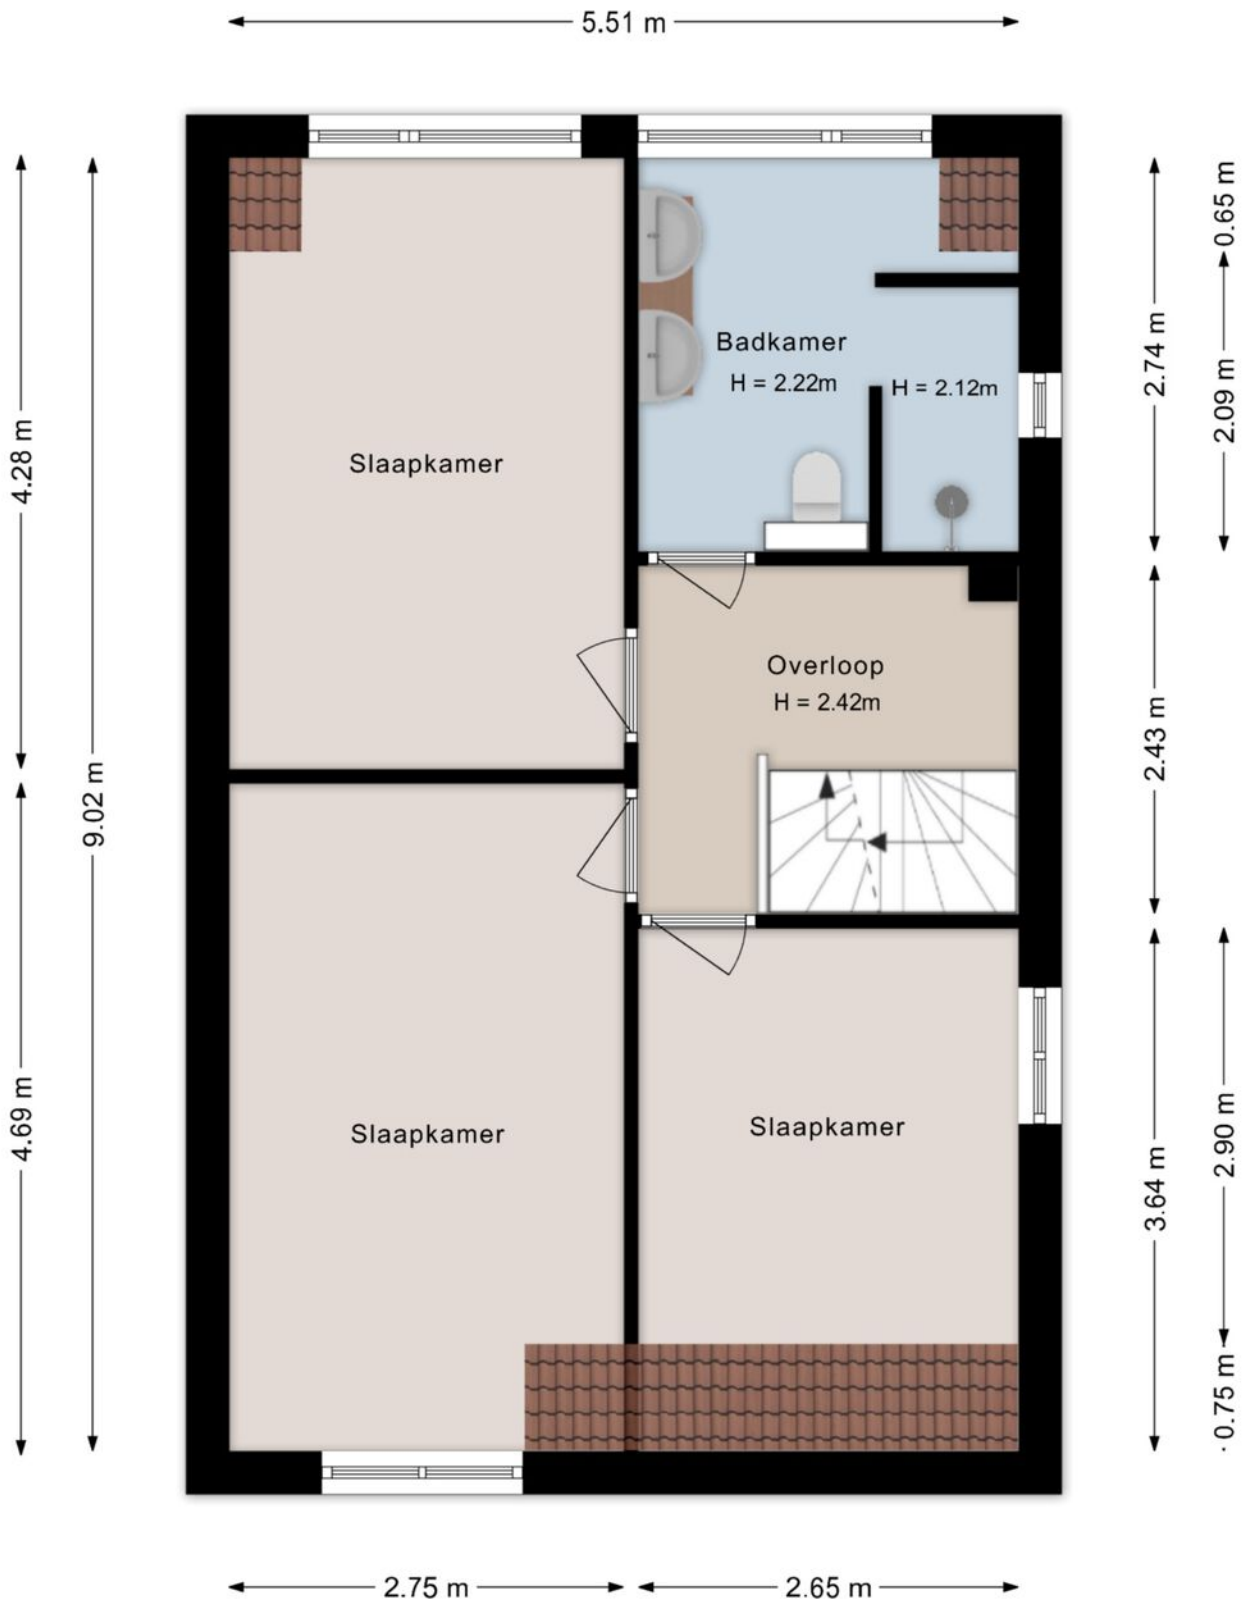 5.51 m
0.65 m
2.74 m
2.09 m
Badkamer
H = 2.22m
H = 2.12m
4.28 m
Slaapkamer
Overloop
H = 2.42m
2.43 m
9.02 m
4.69 m
Slaapkamer
Slaapkamer
2.90 m
3.64 m
0.75 m
2.75 m
2.65 m